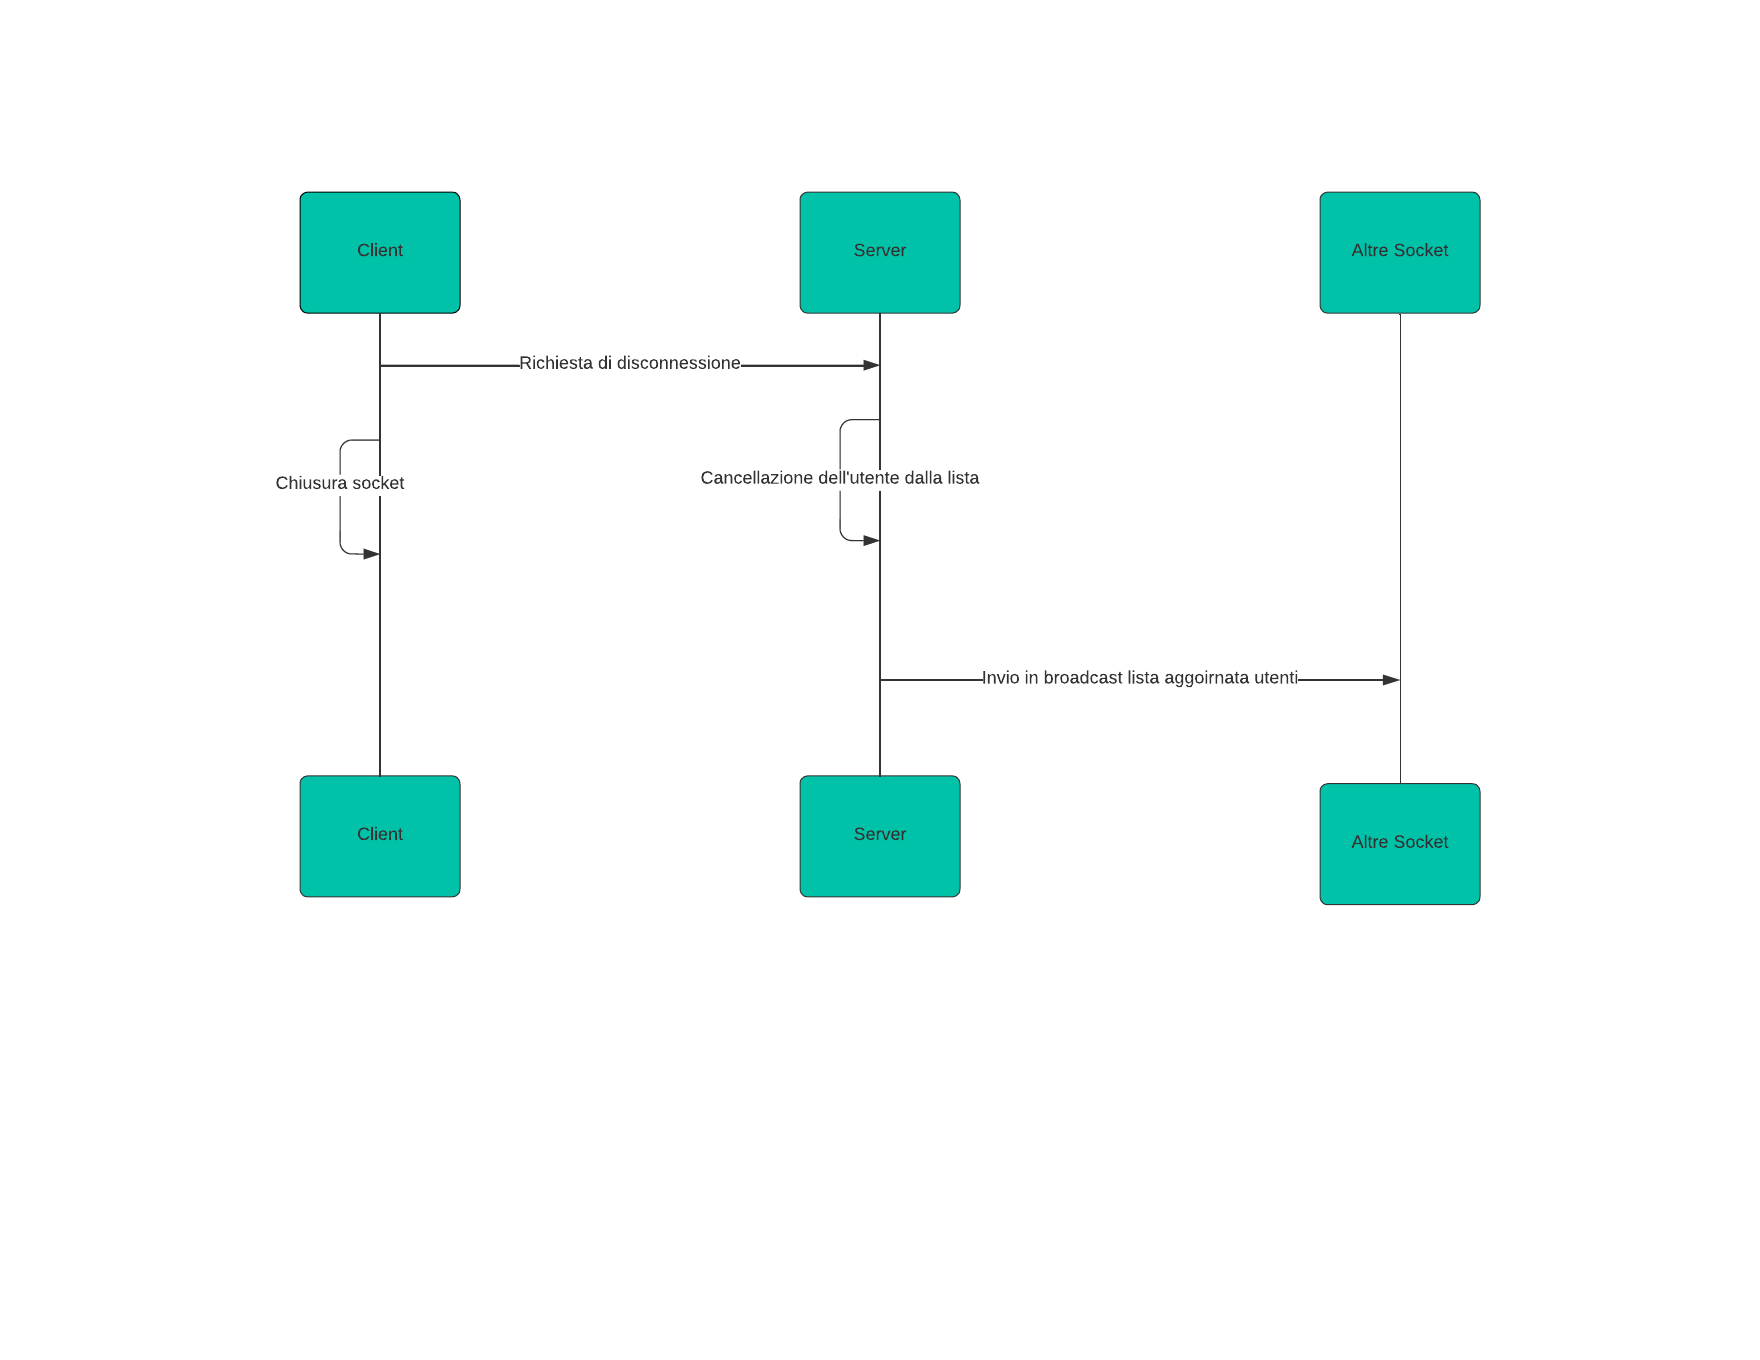 Client
Server
Altre Socket
Richiesta di disconnessione
Chiusura socket
Cancellazione dell'utente dalla lista
Invio in broadcast lista aggoirnata utenti
Client
Server
Altre Socket